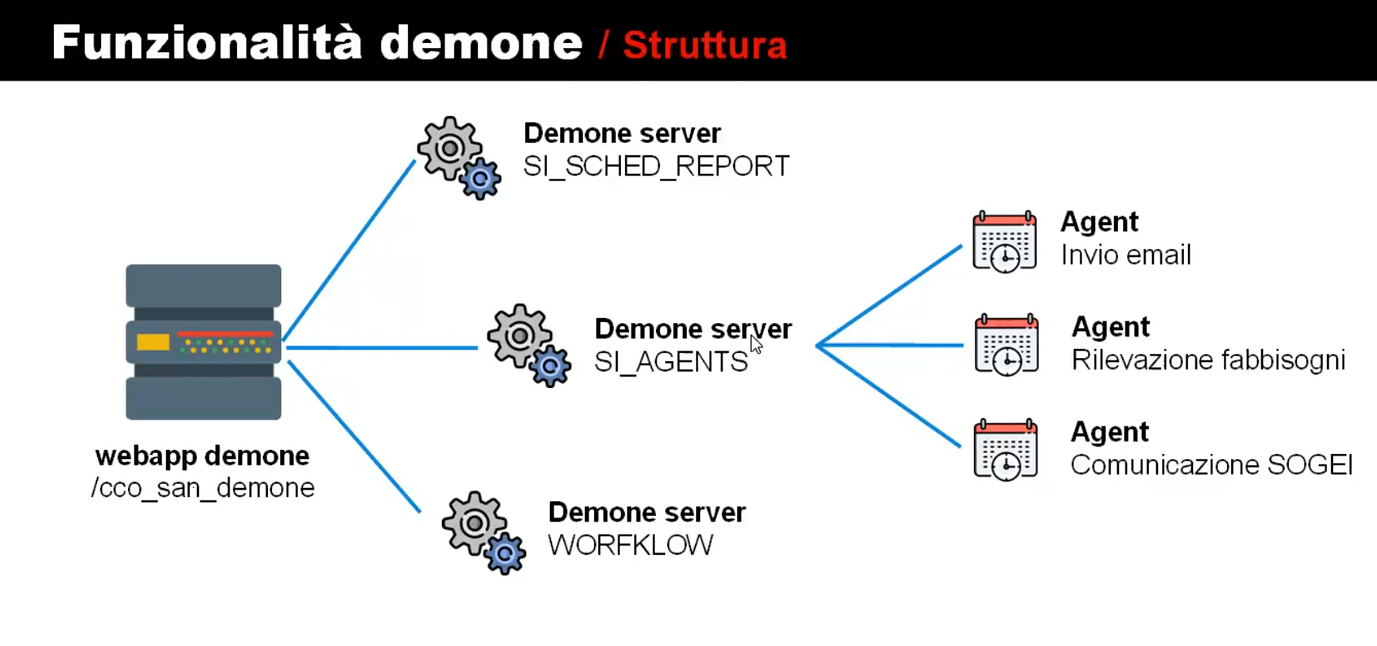 Funzionalità demone / Struttura
Demone server
SI_SCHED_REPORT
Agent
Invio email
Demone server
SI_AGENTS
Agent
Rilevazione fabbisogni
Agent
Comunicazione SOGEI
webapp demone
/cco_san_demone
Demone server
WORFKLOW